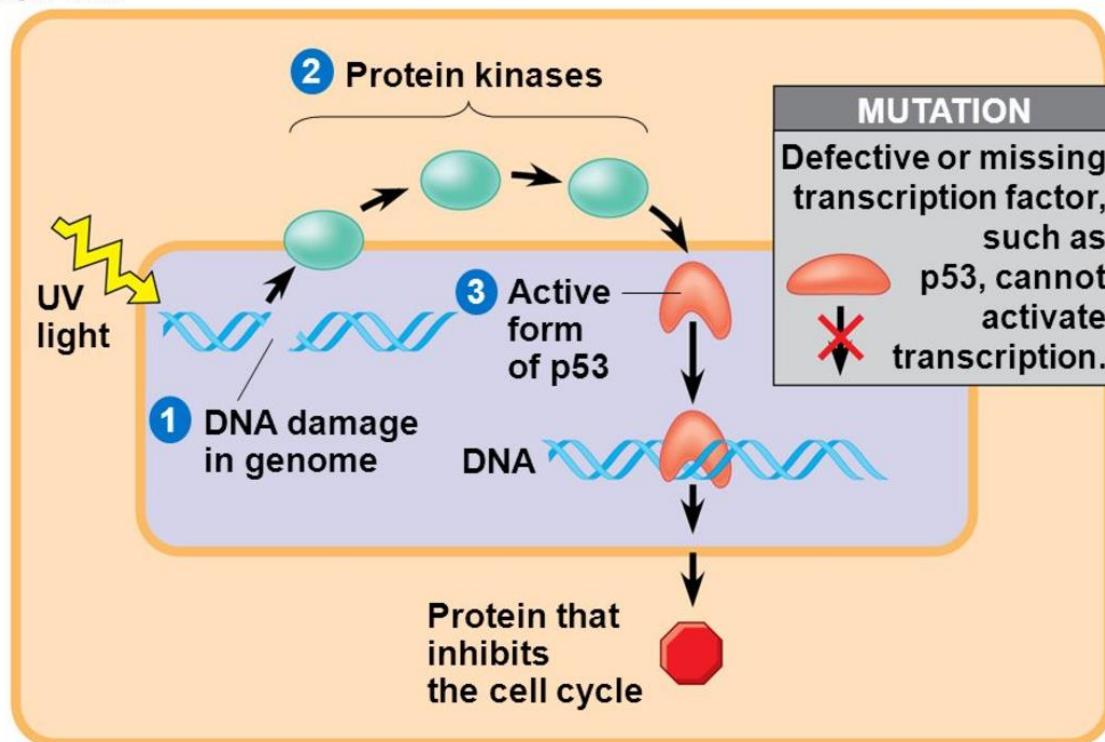 2 Protein kinases
MUTATION
Defective or missing
transcription factor,
such as
p53, cannot
activate
transcription.
UV
light
3 Active
form
of p53
1 DNA damage
in genome
DNA
Protein that
inhibits
the cell cycle